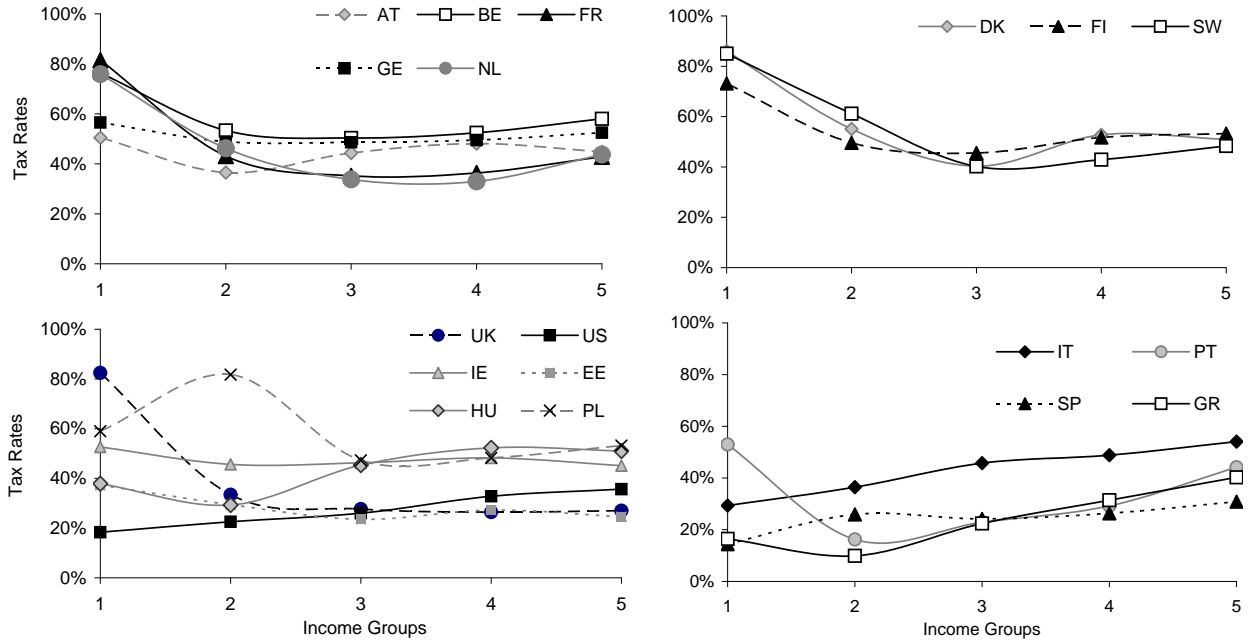 100%
80%
60%
40%
20%
0%
Tax Rates
AT BE FR
GE NL
1 2 3 4 5
100%
80%
60%
40%
20%
0%
DK FI SW
1 2 3 4 5
100%
80%
60%
40%
20%
0%
Tax Rates
UK US
IE EE
HU PL
1 2 3 4 5
Income Groups
100%
80%
60%
40%
20%
0%
IT PT
SP GR
1 2 3 4 5
Income Groups